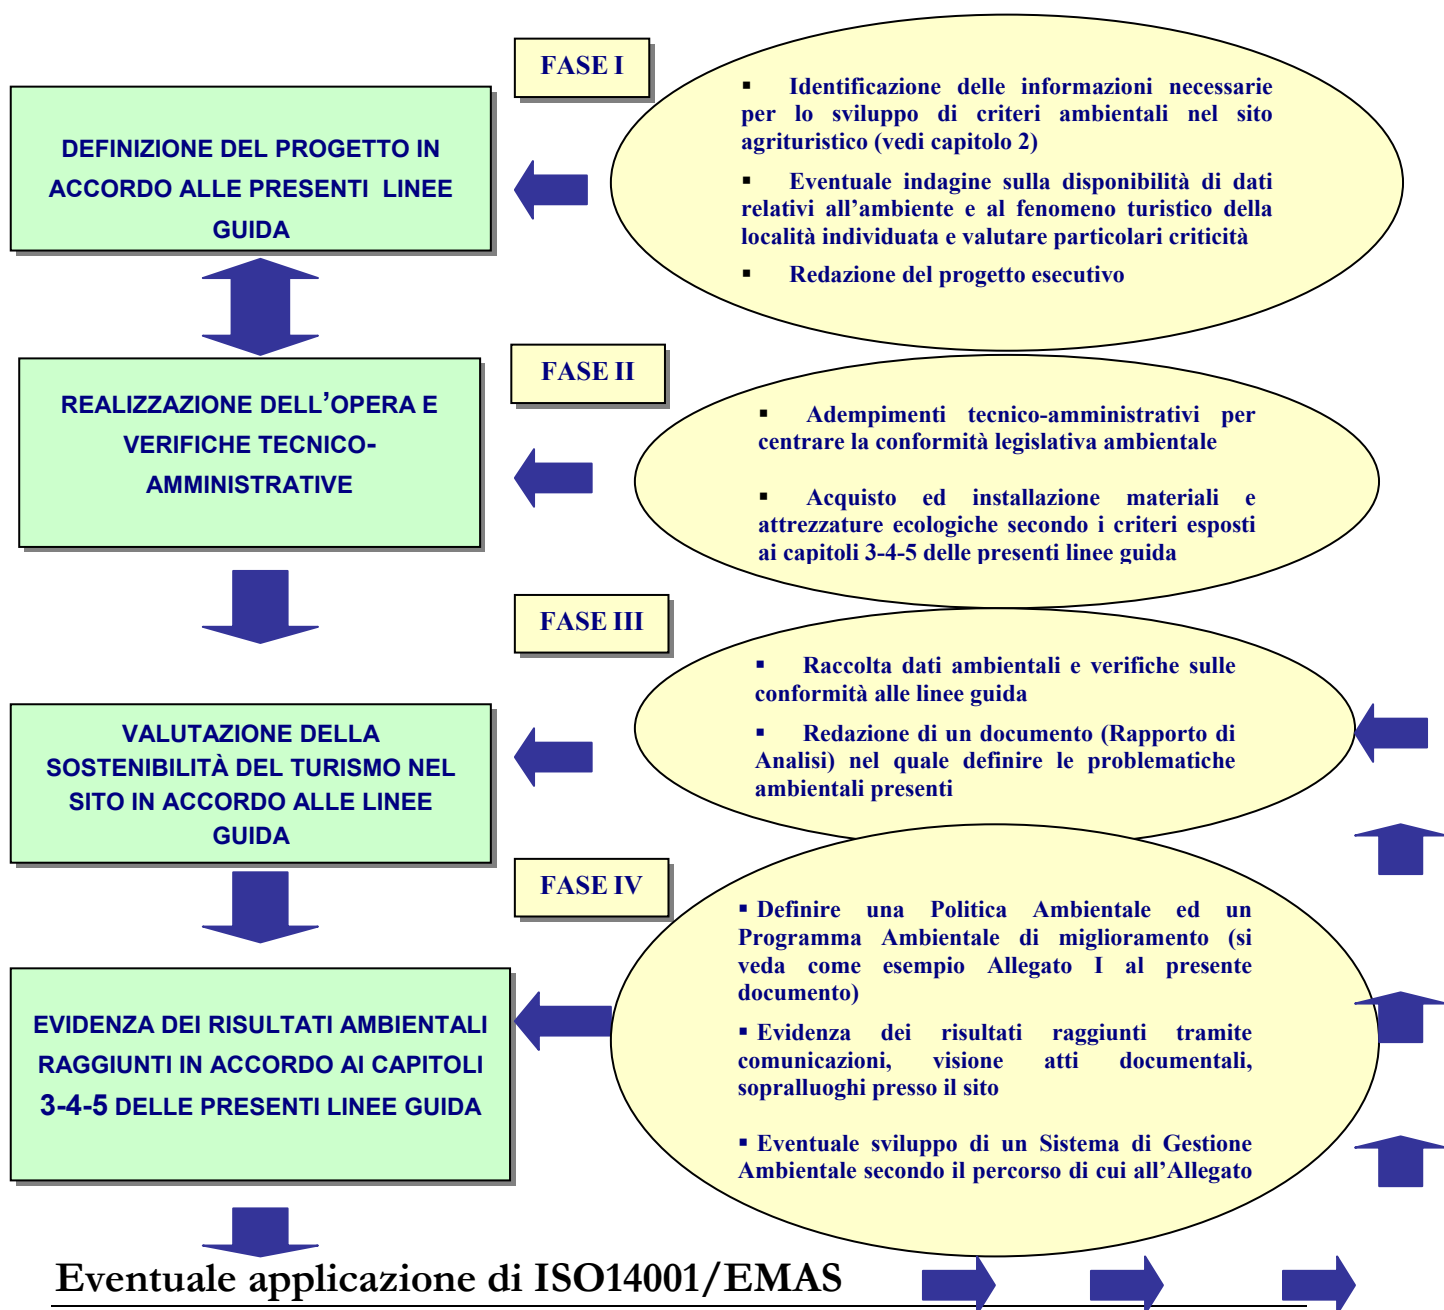 FASE I
DEFINIZIONE DEL PROGETTO IN
ACCORDO ALLE PRESENTI LINEE
GUIDA
▪ Identificazione delle informazioni necessarie
per lo sviluppo di criteri ambientali nel sito
agrituristico (vedi capitolo 2)
▪ Eventuale indagine sulla disponibilità di dati
relativi all'ambiente e al fenomeno turistico della
località individuata e valutare particolari criticità
▪ Redazione del progetto esecutivo
FASE II
REALIZZAZIONE DELL'OPERA E
VERIFICHE TECNICO-
AMMINISTRATIVE
▪ Adempimenti tecnico-amministrativi per
centrare la conformità legislativa ambientale
▪ Acquisto ed installazione materiali e
attrezzature ecologiche secondo i criteri esposti
ai capitoli 3-4-5 delle presenti linee guida
FASE III
VALUTAZIONE DELLA
SOSTENIBILITÀ DEL TURISMO NEL
SITO IN ACCORDO ALLE LINEE
GUIDA
▪ Raccolta dati ambientali e verifiche sulle
conformità alle linee guida
▪ Redazione di un documento (Rapporto di
Analisi) nel quale definire le problematiche
ambientali presenti
FASE IV
EVIDENZA DEI RISULTATI AMBIENTALI
RAGGIUNTI IN ACCORDO AI CAPITOLI
3-4-5 DELLE PRESENTI LINEE GUIDA
▪ Definire una Politica Ambientale ed un
Programma Ambientale di miglioramento (si
veda come esempio Allegato I al presente
documento)
▪ Evidenza dei risultati raggiunti tramite
comunicazioni, visione atti documentali,
sopralluoghi presso il sito
▪ Eventuale sviluppo di un Sistema di Gestione
Ambientale secondo il percorso di cui all'Allegato
Eventuale applicazione di ISO14001/EMAS